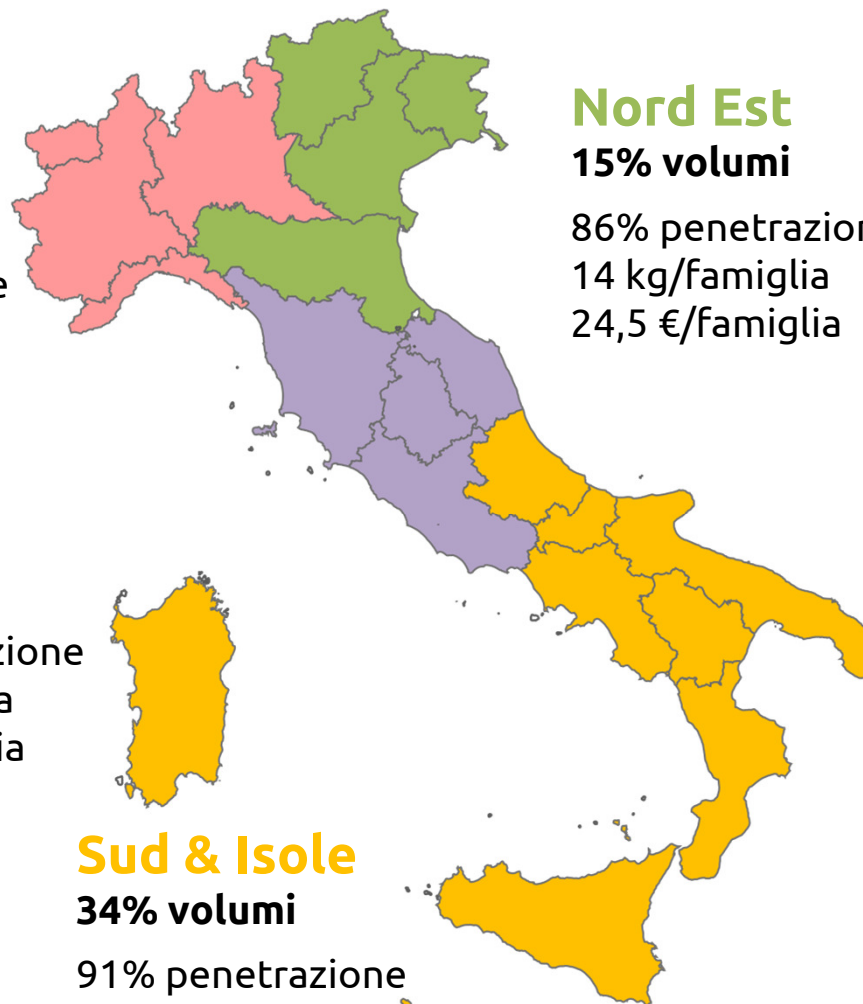 Nord Est
15% volumi
86% penetrazion
14 kg/famiglia
24,5 €/famiglia
e
zione
a
ia
Sud & Isole
34% volumi
91% penetrazione